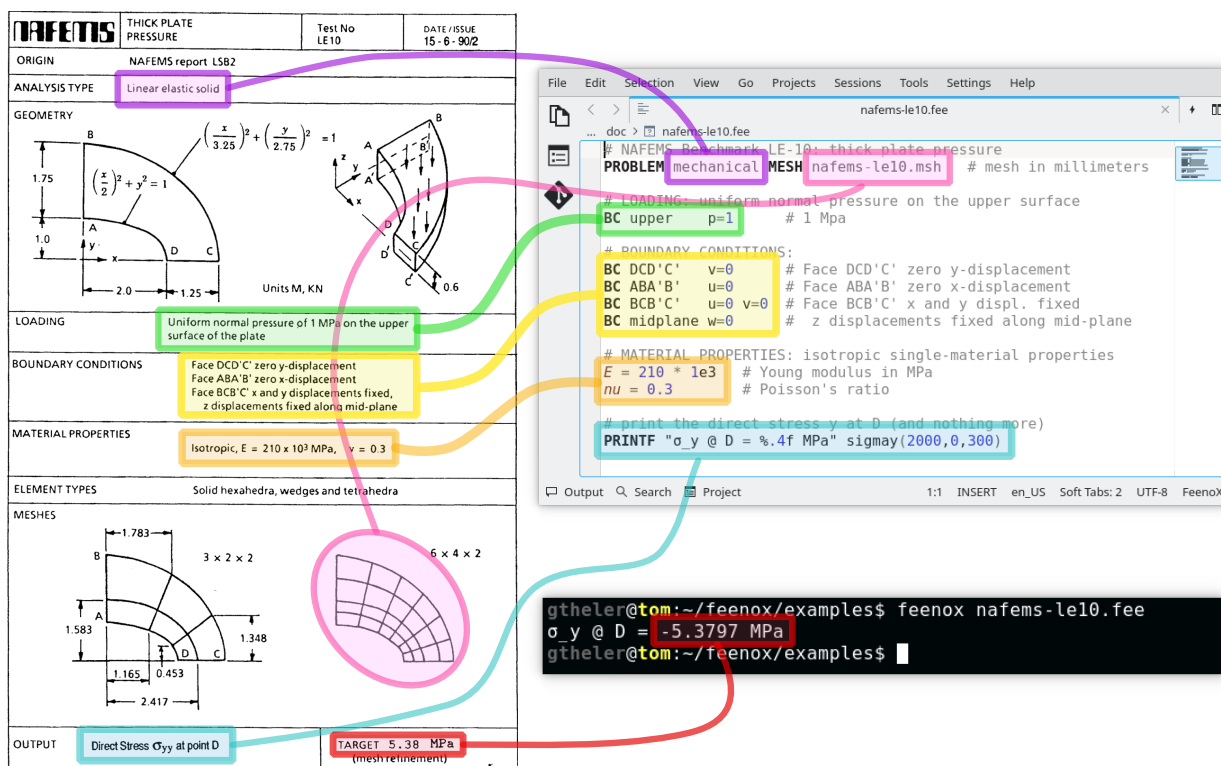 NAFEMS
THICK PLATE
PRESSURE
Test No
LE10
DATE/ISSUE
15-6-90/2
ORIGIN
NAFEMS report LSB2
ANALYSIS TYPE
Linear elastic solid
GEOMETRY
B
(x/3.25)² + (y/2.75)² = 1
(x/2)² + y² = 1
1.75
1.0
A
y
x
D
C
2.0
1.25
Units M, KN
z
y
x
A
A'
B
B'
D
D'
C
C'
0.6
LOADING
Uniform normal pressure of 1 MPa on the upper
surface of the plate
BOUNDARY CONDITIONS
Face DCD'C' zero y-displacement
Face ABA'B' zero x-displacement
Face BCB'C' x and y displacements fixed,
z displacements fixed along mid-plane
MATERIAL PROPERTIES
Isotropic, E = 210 x 10³ MPa, ν = 0.3
ELEMENT TYPES
Solid hexahedra, wedges and tetrahedra
MESHES
1.783
B
3 × 2 × 2
6 × 4 × 2
A
1.583
D
C
1.348
1.165
0.453
2.417
OUTPUT
Direct Stress σyy at point D
TARGET 5.38 MPa
(mesh refinement)
File Edit Selection View Go Projects Sessions Tools Settings Help
nafems-le10.fee
... doc > nafems-le10.fee
# NAFEMS Benchmark LE-10: thick plate pressure
PROBLEM mechanical MESH nafems-le10.msh # mesh in millimeters
# LOADING: uniform normal pressure on the upper surface
BC upper p=1 # 1 Mpa
# BOUNDARY CONDITIONS:
BC DCD'C' v=0 # Face DCD'C' zero y-displacement
BC ABA'B' u=0 # Face ABA'B' zero x-displacement
BC BCB'C' u=0 v=0 # Face BCB'C' x and y displ. fixed
BC midplane w=0 # z displacements fixed along mid-plane
# MATERIAL PROPERTIES: isotropic single-material properties
E = 210 * 1e3 # Young modulus in MPa
nu = 0.3 # Poisson's ratio
# print the direct stress y at D (and nothing more)
PRINTF "σ_y @ D = %.4f MPa" sigmay(2000,0,300)
Output Search Project 1:1 INSERT en_US Soft Tabs: 2 UTF-8 FeenoX
gtheler@tom:~/feenox/examples$ feenox nafems-le10.fee
σ_y @ D = -5.3797 MPa
gtheler@tom:~/feenox/examples$